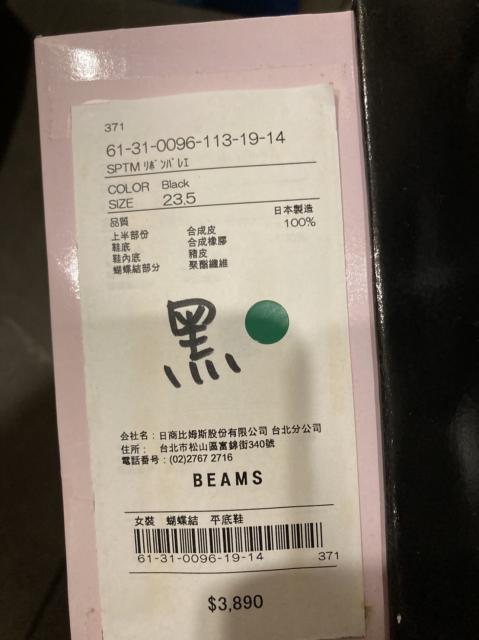 371
61-31-0096-113-19-14
SPTM ﾘﾎﾞﾝﾊﾞﾚｴ
COLOR Black
SIZE 23.5
品質 日本製造
上半部份 合成皮 100%
鞋底 合成橡膠
鞋內底 豬皮
蝴蝶結部分 聚酯纖維
黑
會社名：日商比姆斯股份有限公司 台北分公司
住所： 台北市松山區富錦街340號
電話番号：(02)2767 2716
BEAMS
女裝 蝴蝶結 平底鞋
61-31-0096-19-14 371
$3,890